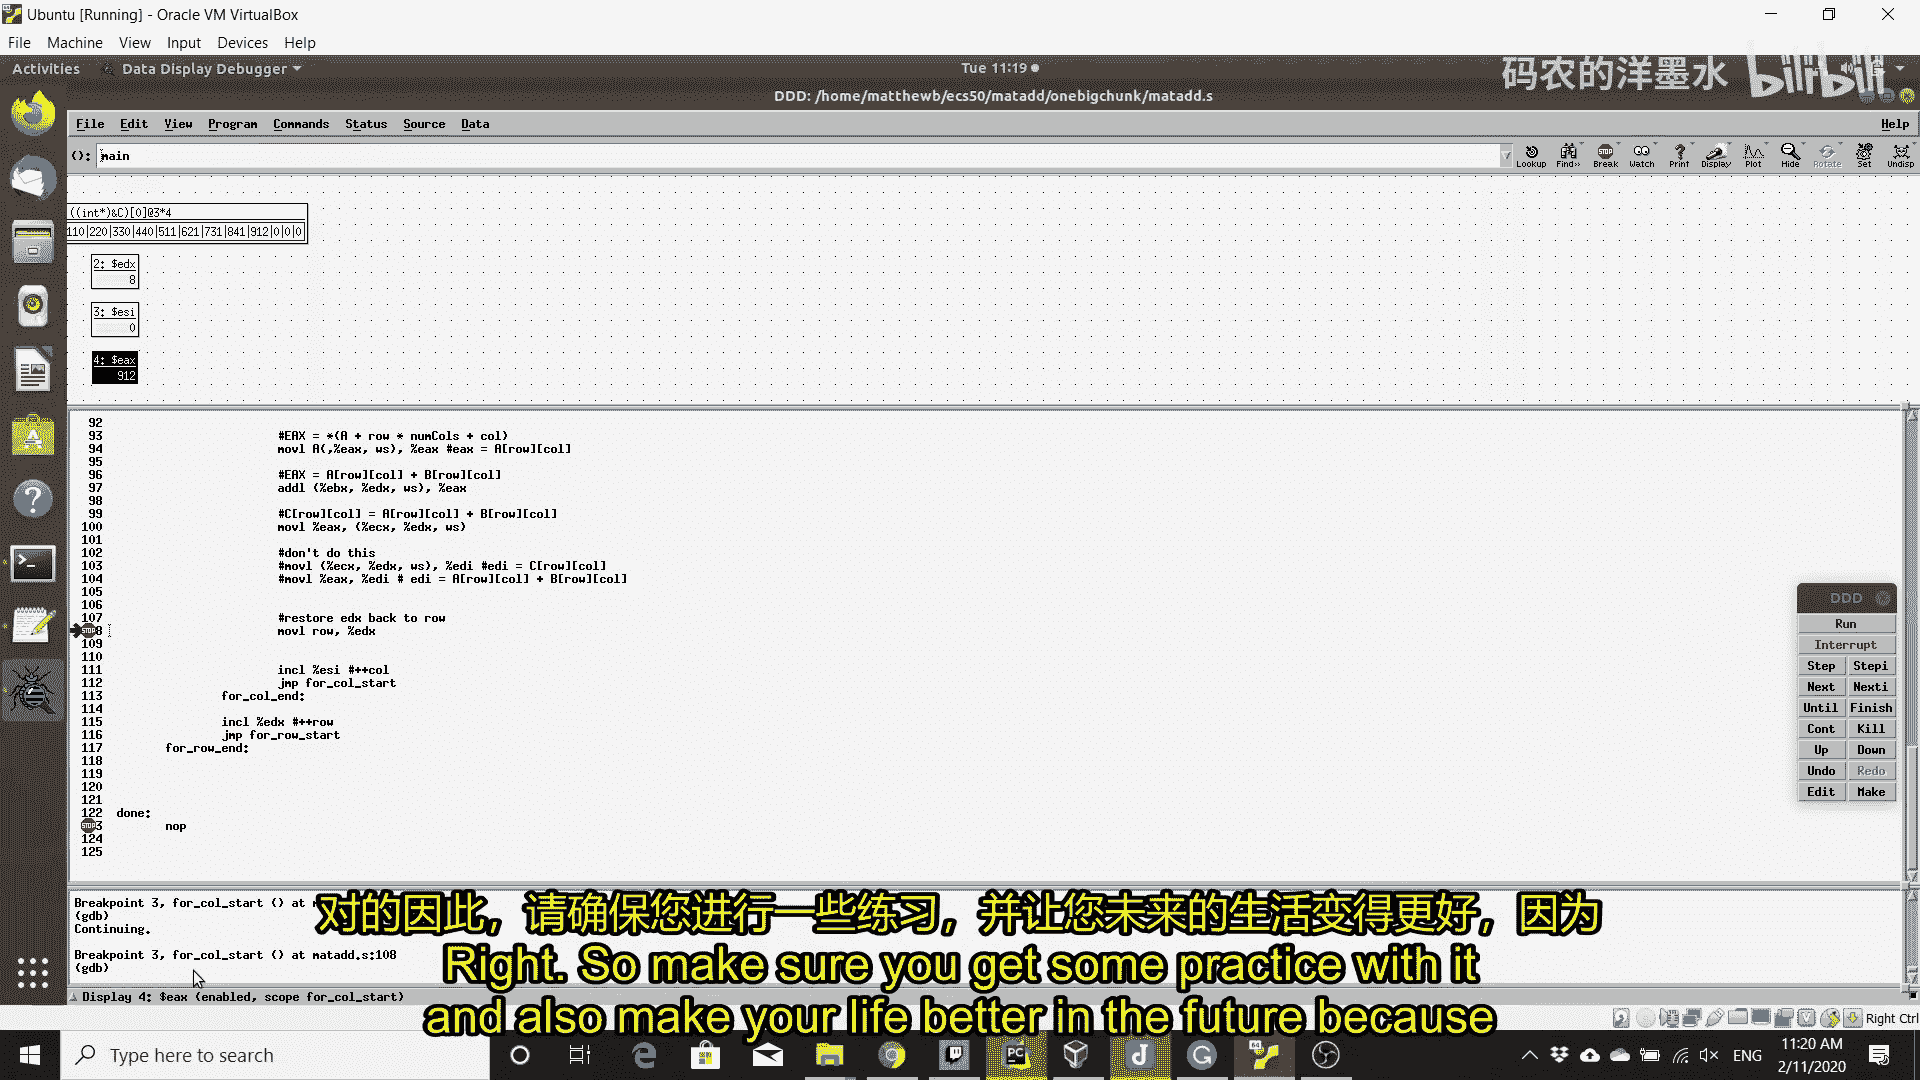 Ubuntu [Running] - Oracle VM VirtualBox
File Machine View Input Devices Help
Activities Data Display Debugger Tue 11:19
码农的洋墨水 bilibili
DDD: /home/matthewb/ecs50/matadd/onebigchunk/matadd.s
File Edit View Program Commands Status Source Data Help
(): main
Lookup Find>> Break Watch Print Display Plot Hide Rotate Set Undisp
((int*)&C)[0]@3*4
110|220|330|440|511|621|731|841|912|0|0|0
2: $edx
8
3: $esi
0
4: $eax
912
92
93 #EAX = *(A + row * numCols + col)
94 movl A(,%eax, ws), %eax #eax = A[row][col]
95
96 #EAX = A[row][col] + B[row][col]
97 addl (%ebx, %edx, ws), %eax
98
99 #C[row][col] = A[row][col] + B[row][col]
100 movl %eax, (%ecx, %edx, ws)
101
102 #don't do this
103 #movl (%ecx, %edx, ws), %edi #edi = C[row][col]
104 #movl %eax, %edi # edi = A[row][col] + B[row][col]
105
106
107 #restore edx back to row
STOP 8 movl row, %edx
109
110
111 incl %esi #++col
112 jmp for_col_start
113 for_col_end:
114
115 incl %edx #++row
116 jmp for_row_start
117 for_row_end:
118
119
120
121
122 done:
STOP 3 nop
124
125
DDD
Run
Interrupt
Step Stepi
Next Nexti
Until Finish
Cont Kill
Up Down
Undo Redo
Edit Make
Breakpoint 3, for_col_start () at
(gdb)
Continuing.
Breakpoint 3, for_col_start () at matadd.s:108
(gdb)
Display 4: $eax (enabled, scope for_col_start)
对的因此，请确保您进行一些练习，并让您未来的生活变得更好，因为
Right. So make sure you get some practice with it
and also make your life better in the future because
Right Ctrl
Type here to search
ENG
11:20 AM
2/11/2020